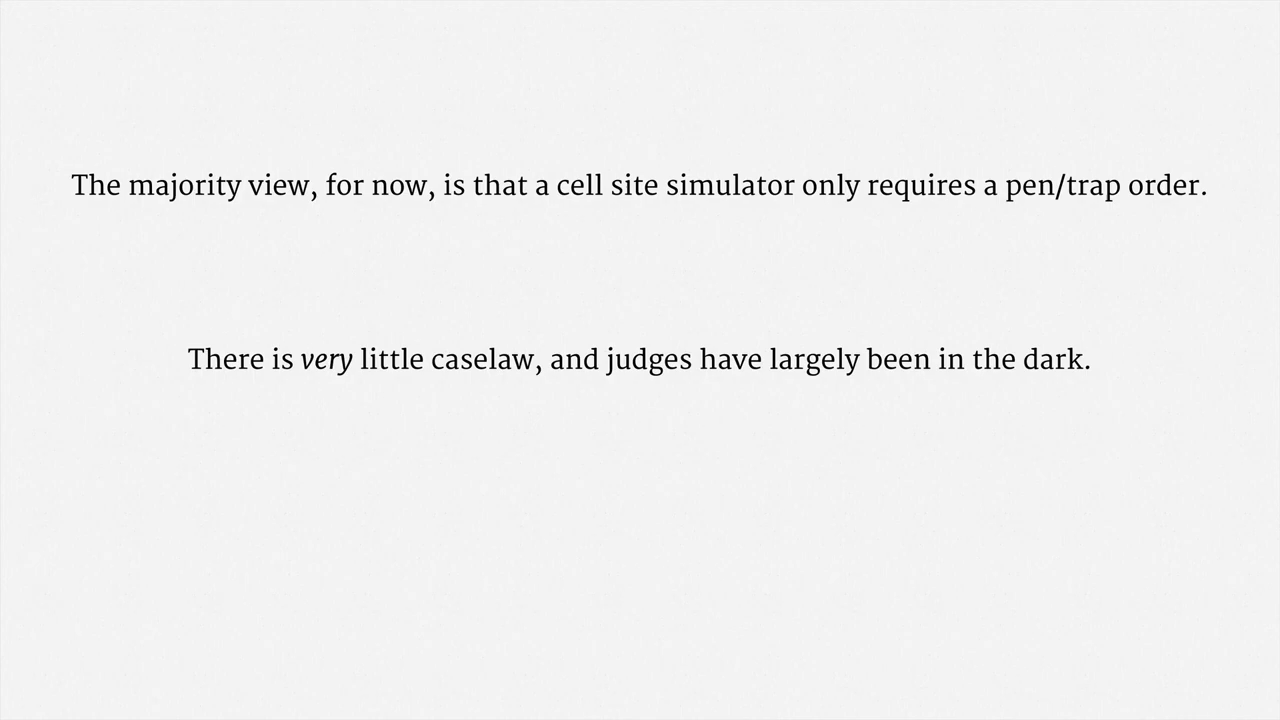 The majority view, for now, is that a cell site simulator only requires a pen/trap order.
There is very little caselaw, and judges have largely been in the dark.